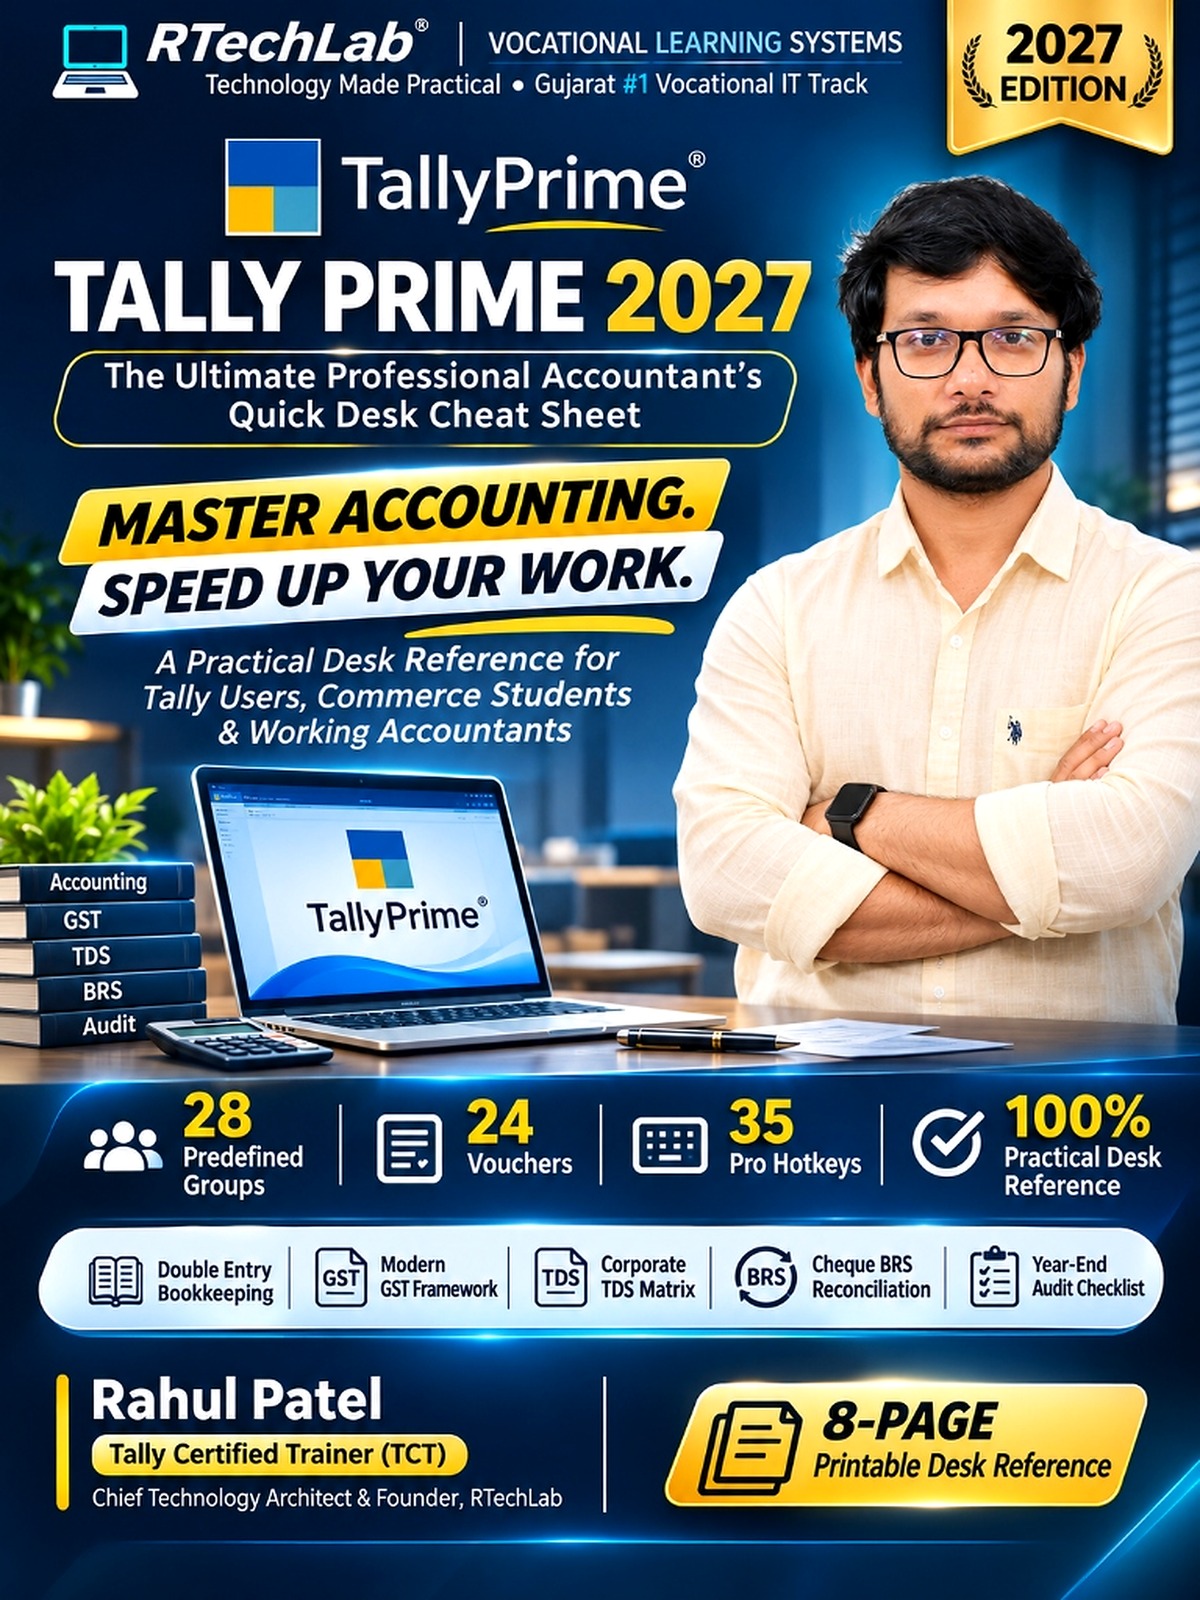 RTechLab®
VOCATIONAL LEARNING SYSTEMS
Technology Made Practical • Gujarat #1 Vocational IT Track
2027
EDITION
TallyPrime®
TALLY PRIME 2027
The Ultimate Professional Accountant's
Quick Desk Cheat Sheet
MASTER ACCOUNTING.
SPEED UP YOUR WORK.
A Practical Desk Reference for
Tally Users, Commerce Students
& Working Accountants
TallyPrime®
Accounting
GST
TDS
BRS
Audit
28
Predefined
Groups
24
Vouchers
35
Pro Hotkeys
100%
Practical Desk
Reference
Double Entry
Bookkeeping
GST
Modern
GST Framework
TDS
Corporate
TDS Matrix
BRS
Cheque BRS
Reconciliation
Year-End
Audit Checklist
Rahul Patel
Tally Certified Trainer (TCT)
Chief Technology Architect & Founder, RTechLab
8-PAGE
Printable Desk Reference